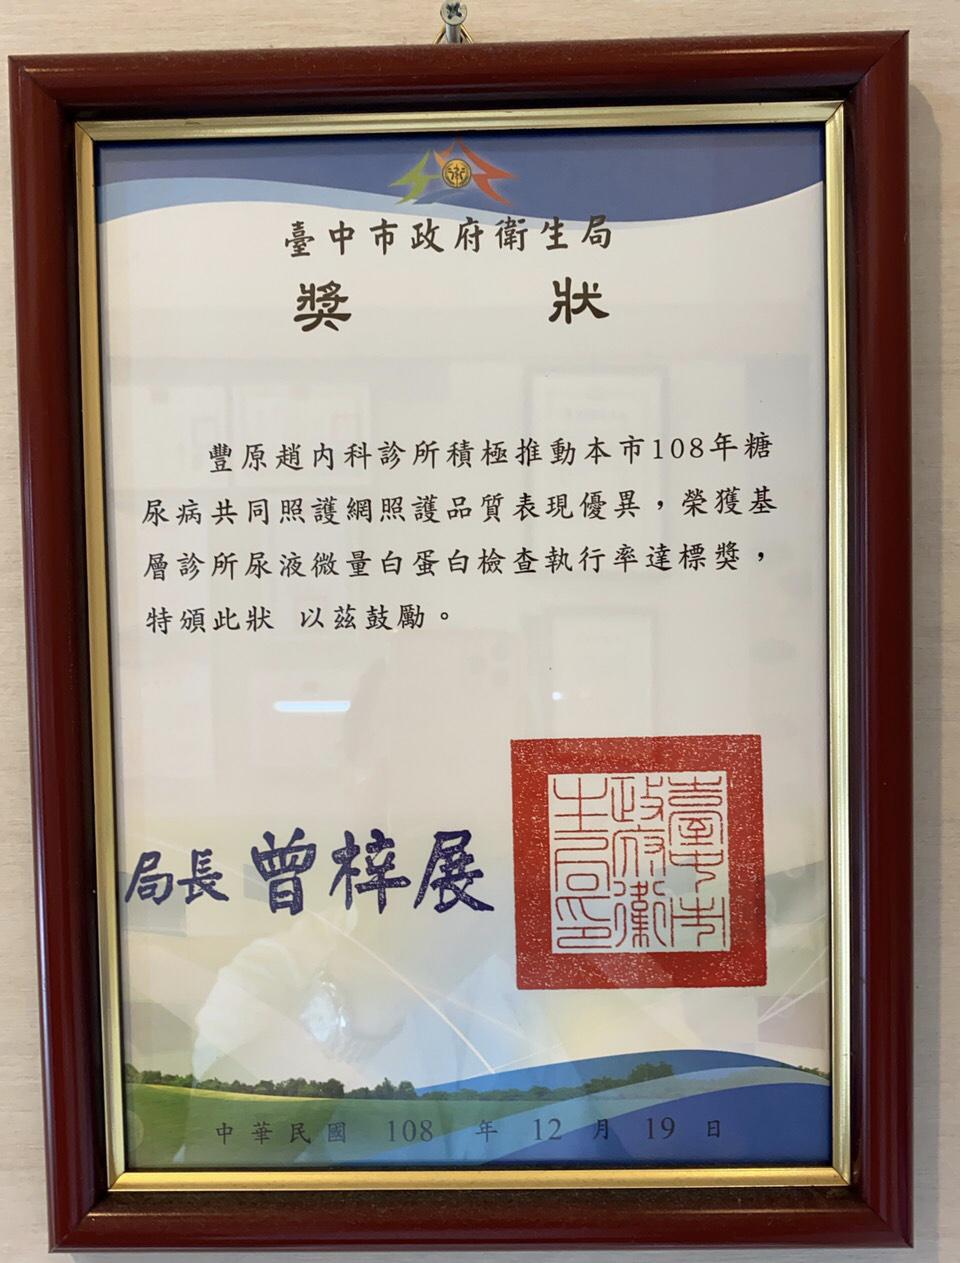 臺中市政府衛生局
獎狀
豐原趙內科診所積極推動本市108年糖
尿病共同照護網照護品質表現優異，榮獲基
層診所尿液微量白蛋白檢查執行率達標獎，
特頒此狀 以茲鼓勵。
局長 曾梓展
臺中市政府衛生局印
中華民國 108 年 12 月 19 日